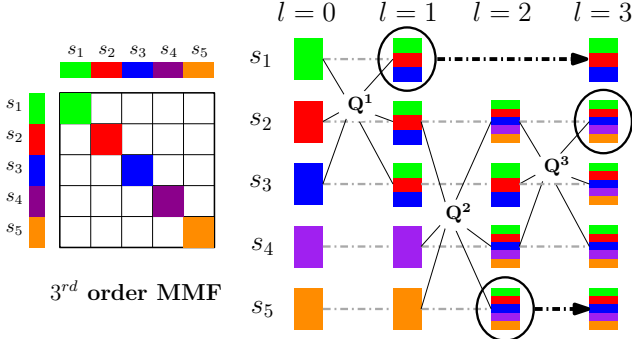 l = 0 l = 1 l = 2 l = 3
s₁ s₂ s₃ s₄ s₅
s₁
s₂
s₃
s₄
s₅
3ʳᵈ order MMF
s₁
s₂
s₃
s₄
s₅
Q¹
Q²
Q³